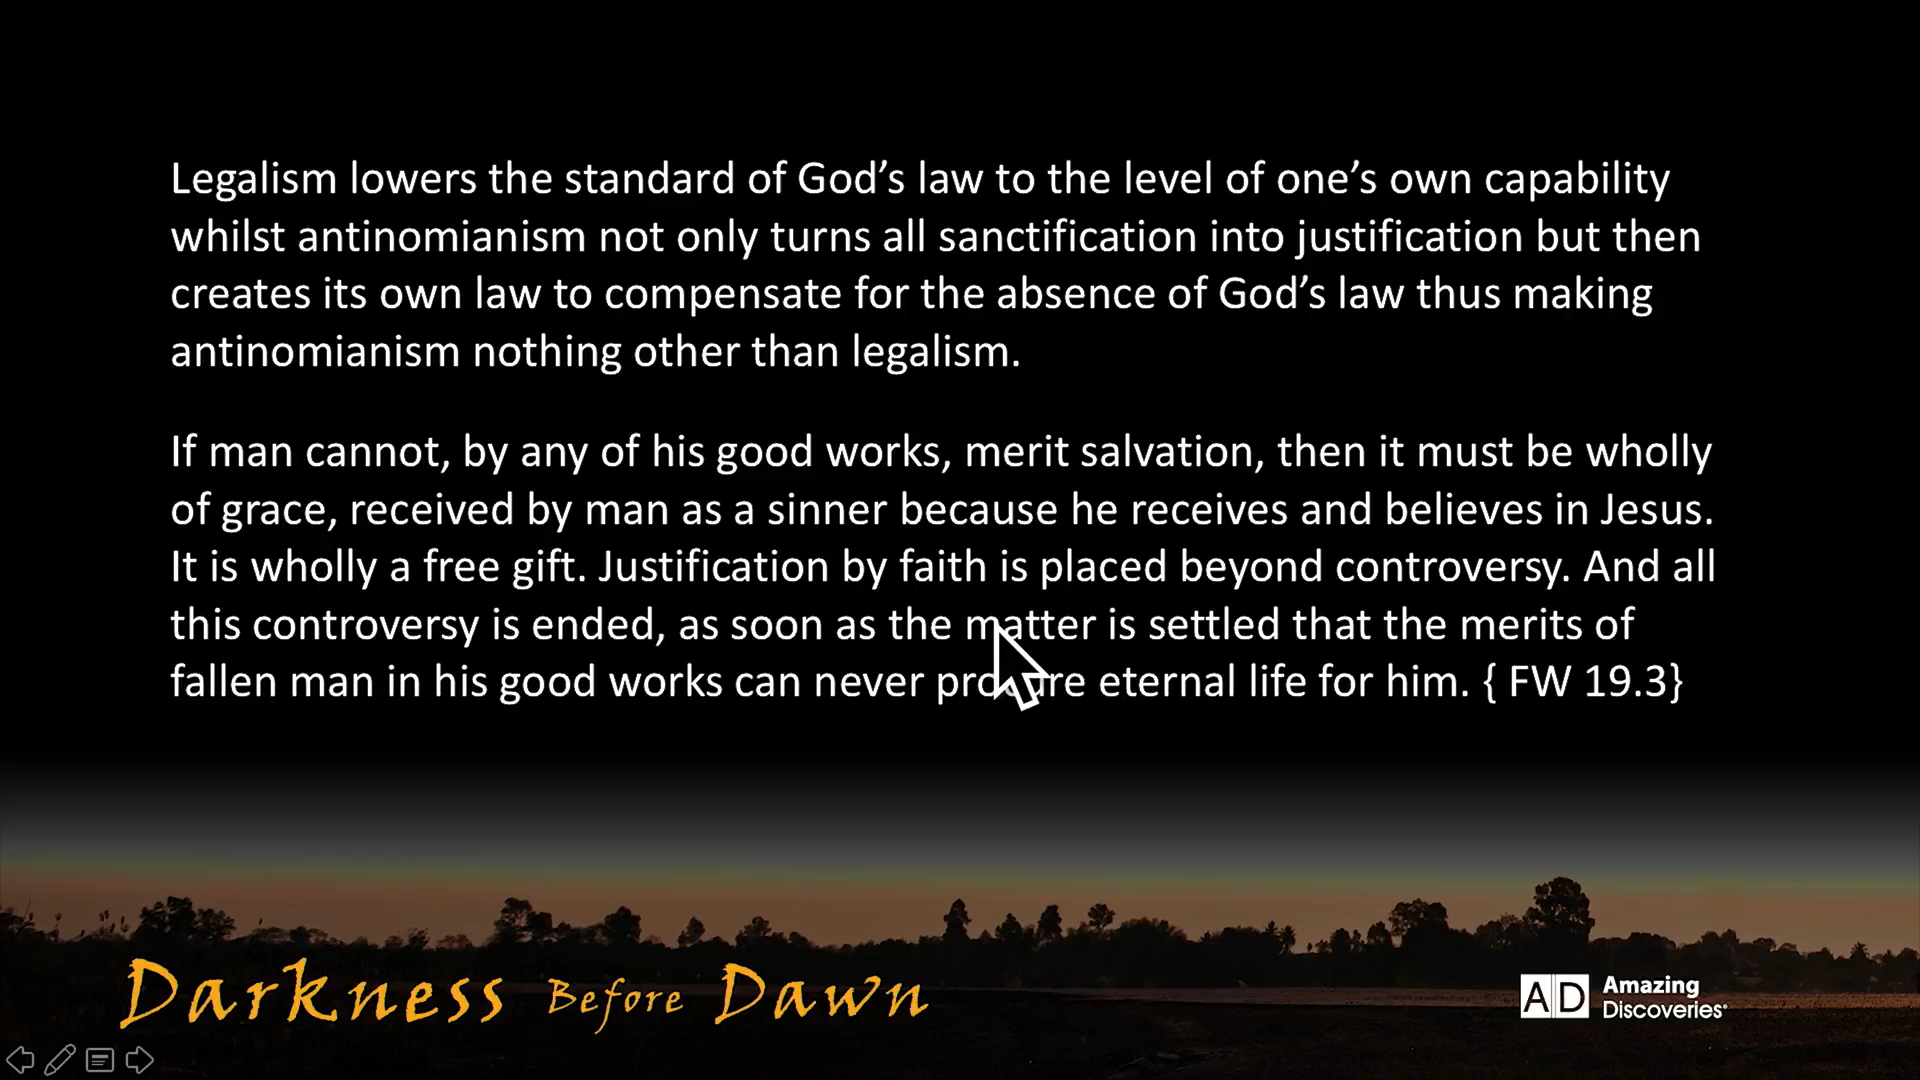 Legalism lowers the standard of God’s law to the level of one’s own capability
whilst antinomianism not only turns all sanctification into justification but then
creates its own law to compensate for the absence of God’s law thus making
antinomianism nothing other than legalism.
If man cannot, by any of his good works, merit salvation, then it must be wholly
of grace, received by man as a sinner because he receives and believes in Jesus.
It is wholly a free gift. Justification by faith is placed beyond controversy. And all
this controversy is ended, as soon as the matter is settled that the merits of
fallen man in his good works can never procure eternal life for him. { FW 19.3}
Darkness Before Dawn
AD Amazing
Discoveries®